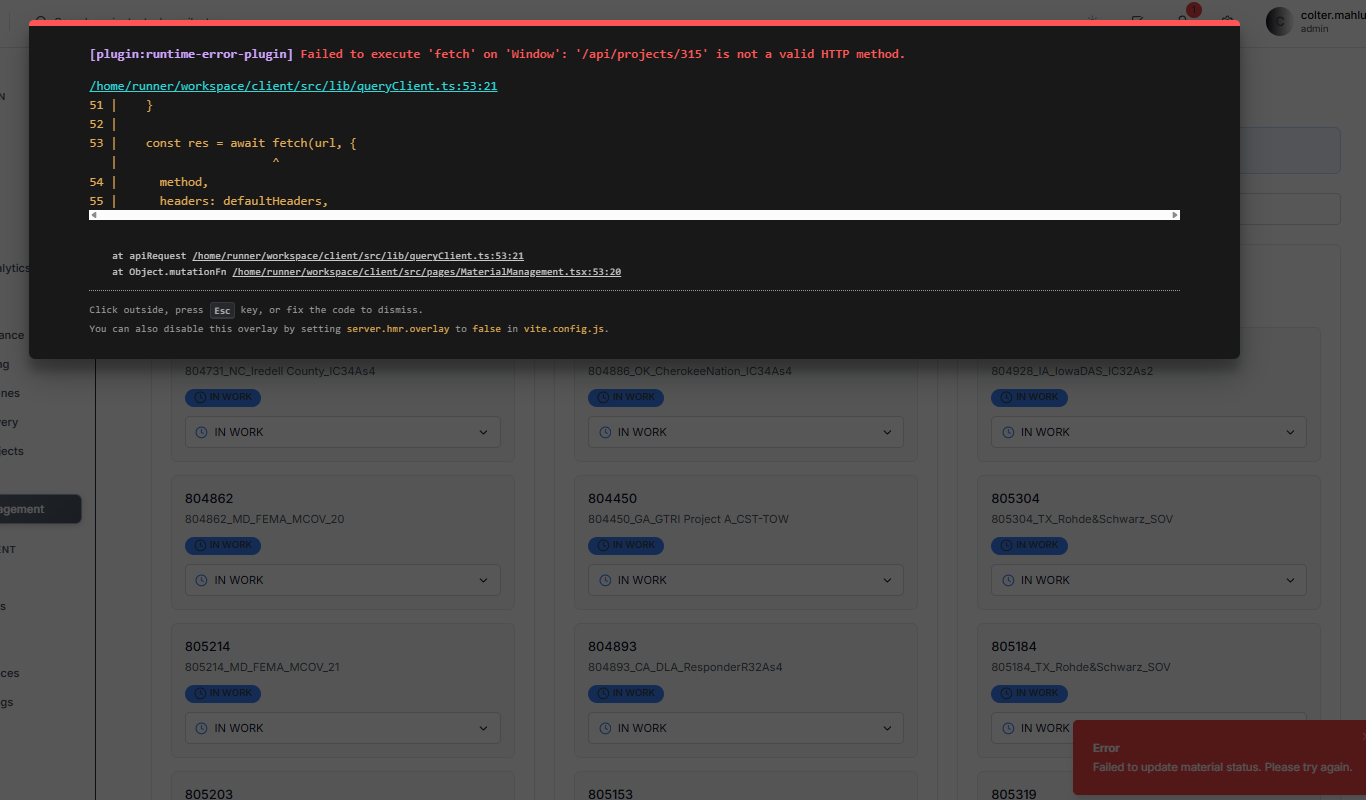 1
colter.mahlu
admin
[plugin:runtime-error-plugin] Failed to execute 'fetch' on 'Window': '/api/projects/315' is not a valid HTTP method.
/home/runner/workspace/client/src/lib/queryClient.ts:53:21
51 | }
52 |
53 | const res = await fetch(url, {
| ^
54 | method,
55 | headers: defaultHeaders,
at apiRequest /home/runner/workspace/client/src/lib/queryClient.ts:53:21
at Object.mutationFn /home/runner/workspace/client/src/pages/MaterialManagement.tsx:53:20
Click outside, press Esc key, or fix the code to dismiss.
You can also disable this overlay by setting server.hmr.overlay to false in vite.config.js.
N
alytics
ance
ng
nes
very
jects
agement
ENT
s
ces
gs
804731_NC_Iredell County_IC34As4
IN WORK
IN WORK
804886_OK_CherokeeNation_IC34As4
IN WORK
IN WORK
804928_IA_IowaDAS_IC32As2
IN WORK
IN WORK
804862
804862_MD_FEMA_MCOV_20
IN WORK
IN WORK
804450
804450_GA_GTRI Project A_CST-TOW
IN WORK
IN WORK
805304
805304_TX_Rohde&Schwarz_SOV
IN WORK
IN WORK
805214
805214_MD_FEMA_MCOV_21
IN WORK
IN WORK
804893
804893_CA_DLA_ResponderR32As4
IN WORK
IN WORK
805184
805184_TX_Rohde&Schwarz_SOV
IN WORK
IN WORK
805203
805153
805319
Error
Failed to update material status. Please try again.